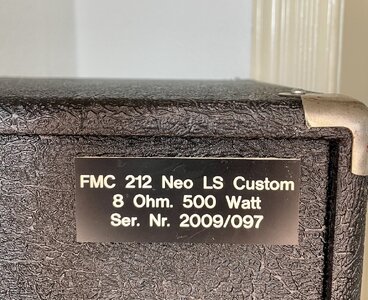 FMC 212 Neo LS Custom
8 Ohm. 500 Watt
Ser. Nr. 2009/097